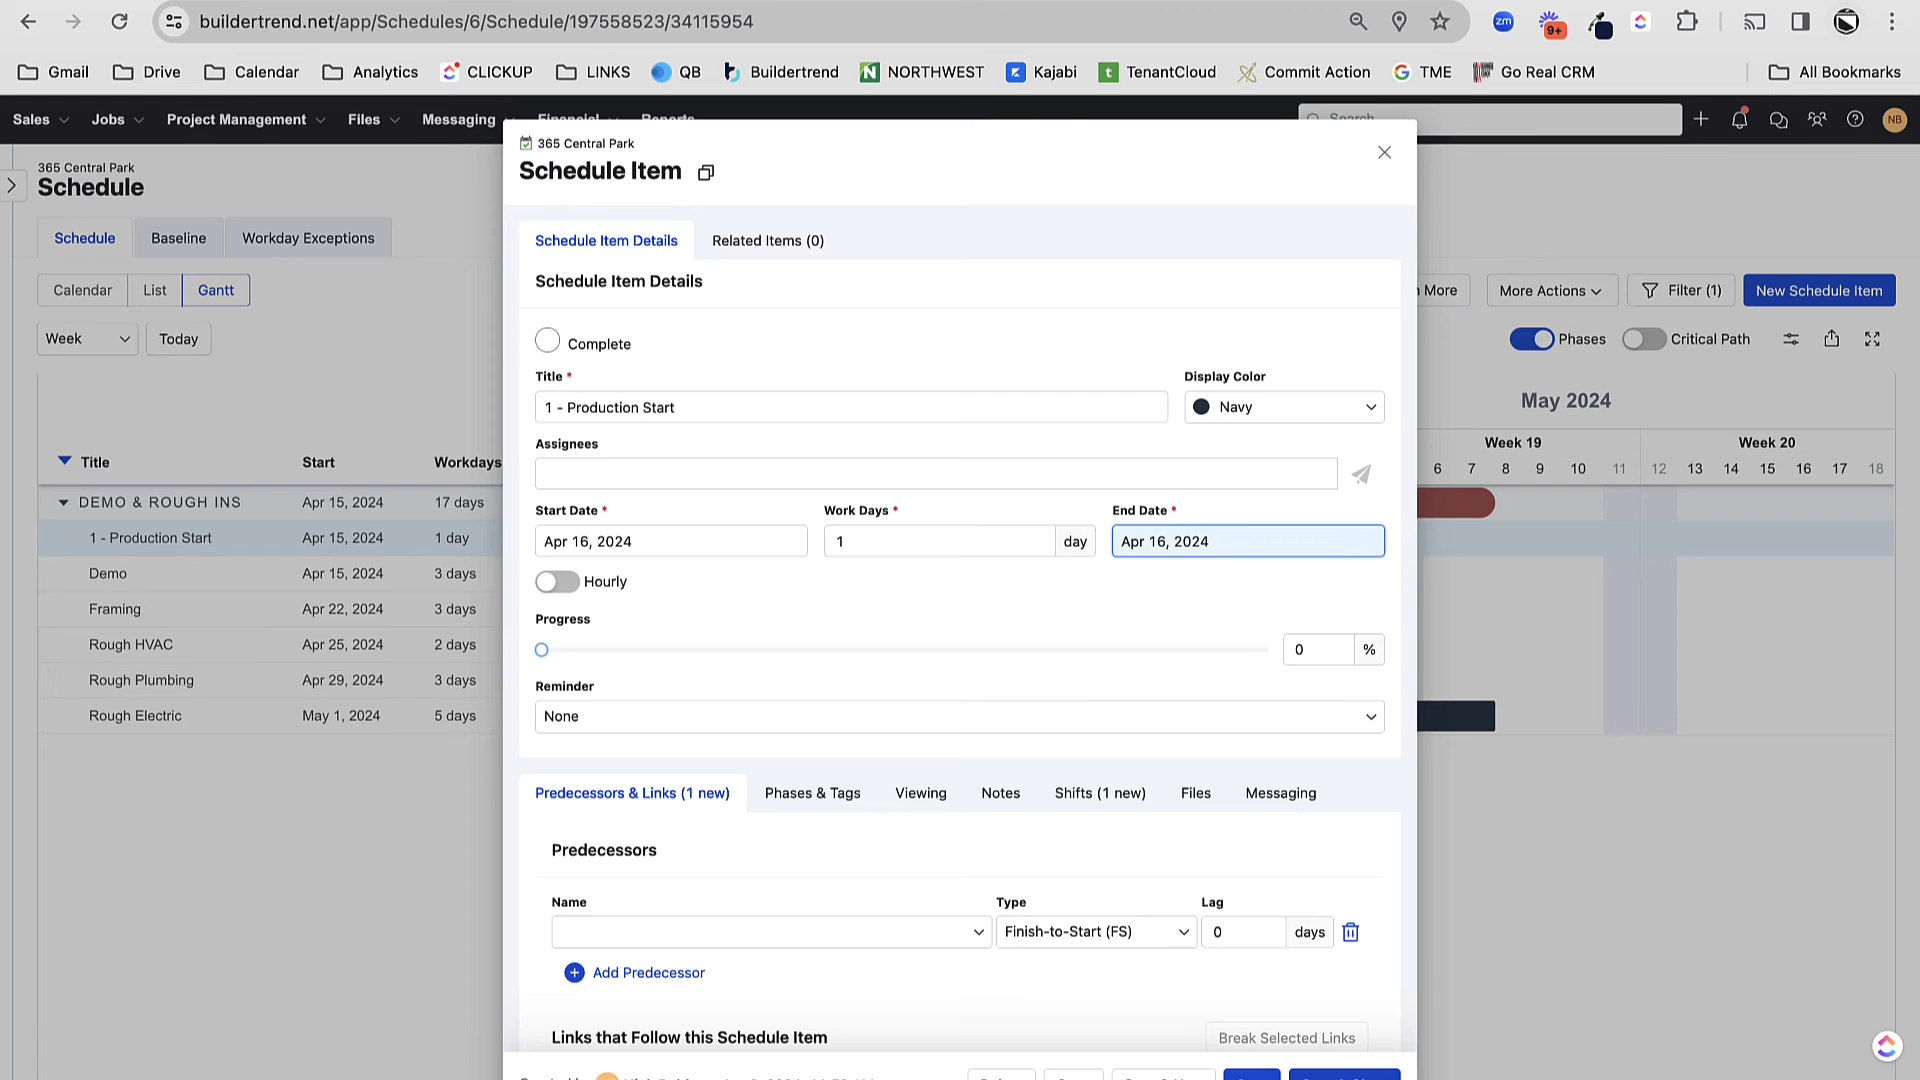 buildertrend.net/app/Schedules/6/Schedule/197558523/34115954
zm
9+
Gmail Drive Calendar Analytics CLICKUP LINKS QB Buildertrend NORTHWEST Kajabi TenantCloud Commit Action TME Go Real CRM All Bookmarks
Sales Jobs Project Management Files Messaging Financial Reports Search NB
365 Central Park
Schedule
Schedule Baseline Workday Exceptions
Calendar List Gantt
More More Actions Filter (1) New Schedule Item
Week Today
Phases Critical Path
May 2024
Week 19 Week 20
6 7 8 9 10 11 12 13 14 15 16 17 18
Title Start Workdays
DEMO & ROUGH INS Apr 15, 2024 17 days
1 - Production Start Apr 15, 2024 1 day
Demo Apr 15, 2024 3 days
Framing Apr 22, 2024 3 days
Rough HVAC Apr 25, 2024 2 days
Rough Plumbing Apr 29, 2024 3 days
Rough Electric May 1, 2024 5 days
365 Central Park
Schedule Item
Schedule Item Details Related Items (0)
Schedule Item Details
Complete
Title * Display Color
1 - Production Start Navy
Assignees
Start Date * Work Days * End Date *
Apr 16, 2024 1 day Apr 16, 2024
Hourly
Progress
0 %
Reminder
None
Predecessors & Links (1 new) Phases & Tags Viewing Notes Shifts (1 new) Files Messaging
Predecessors
Name Type Lag
Finish-to-Start (FS) 0 days
Add Predecessor
Links that Follow this Schedule Item Break Selected Links